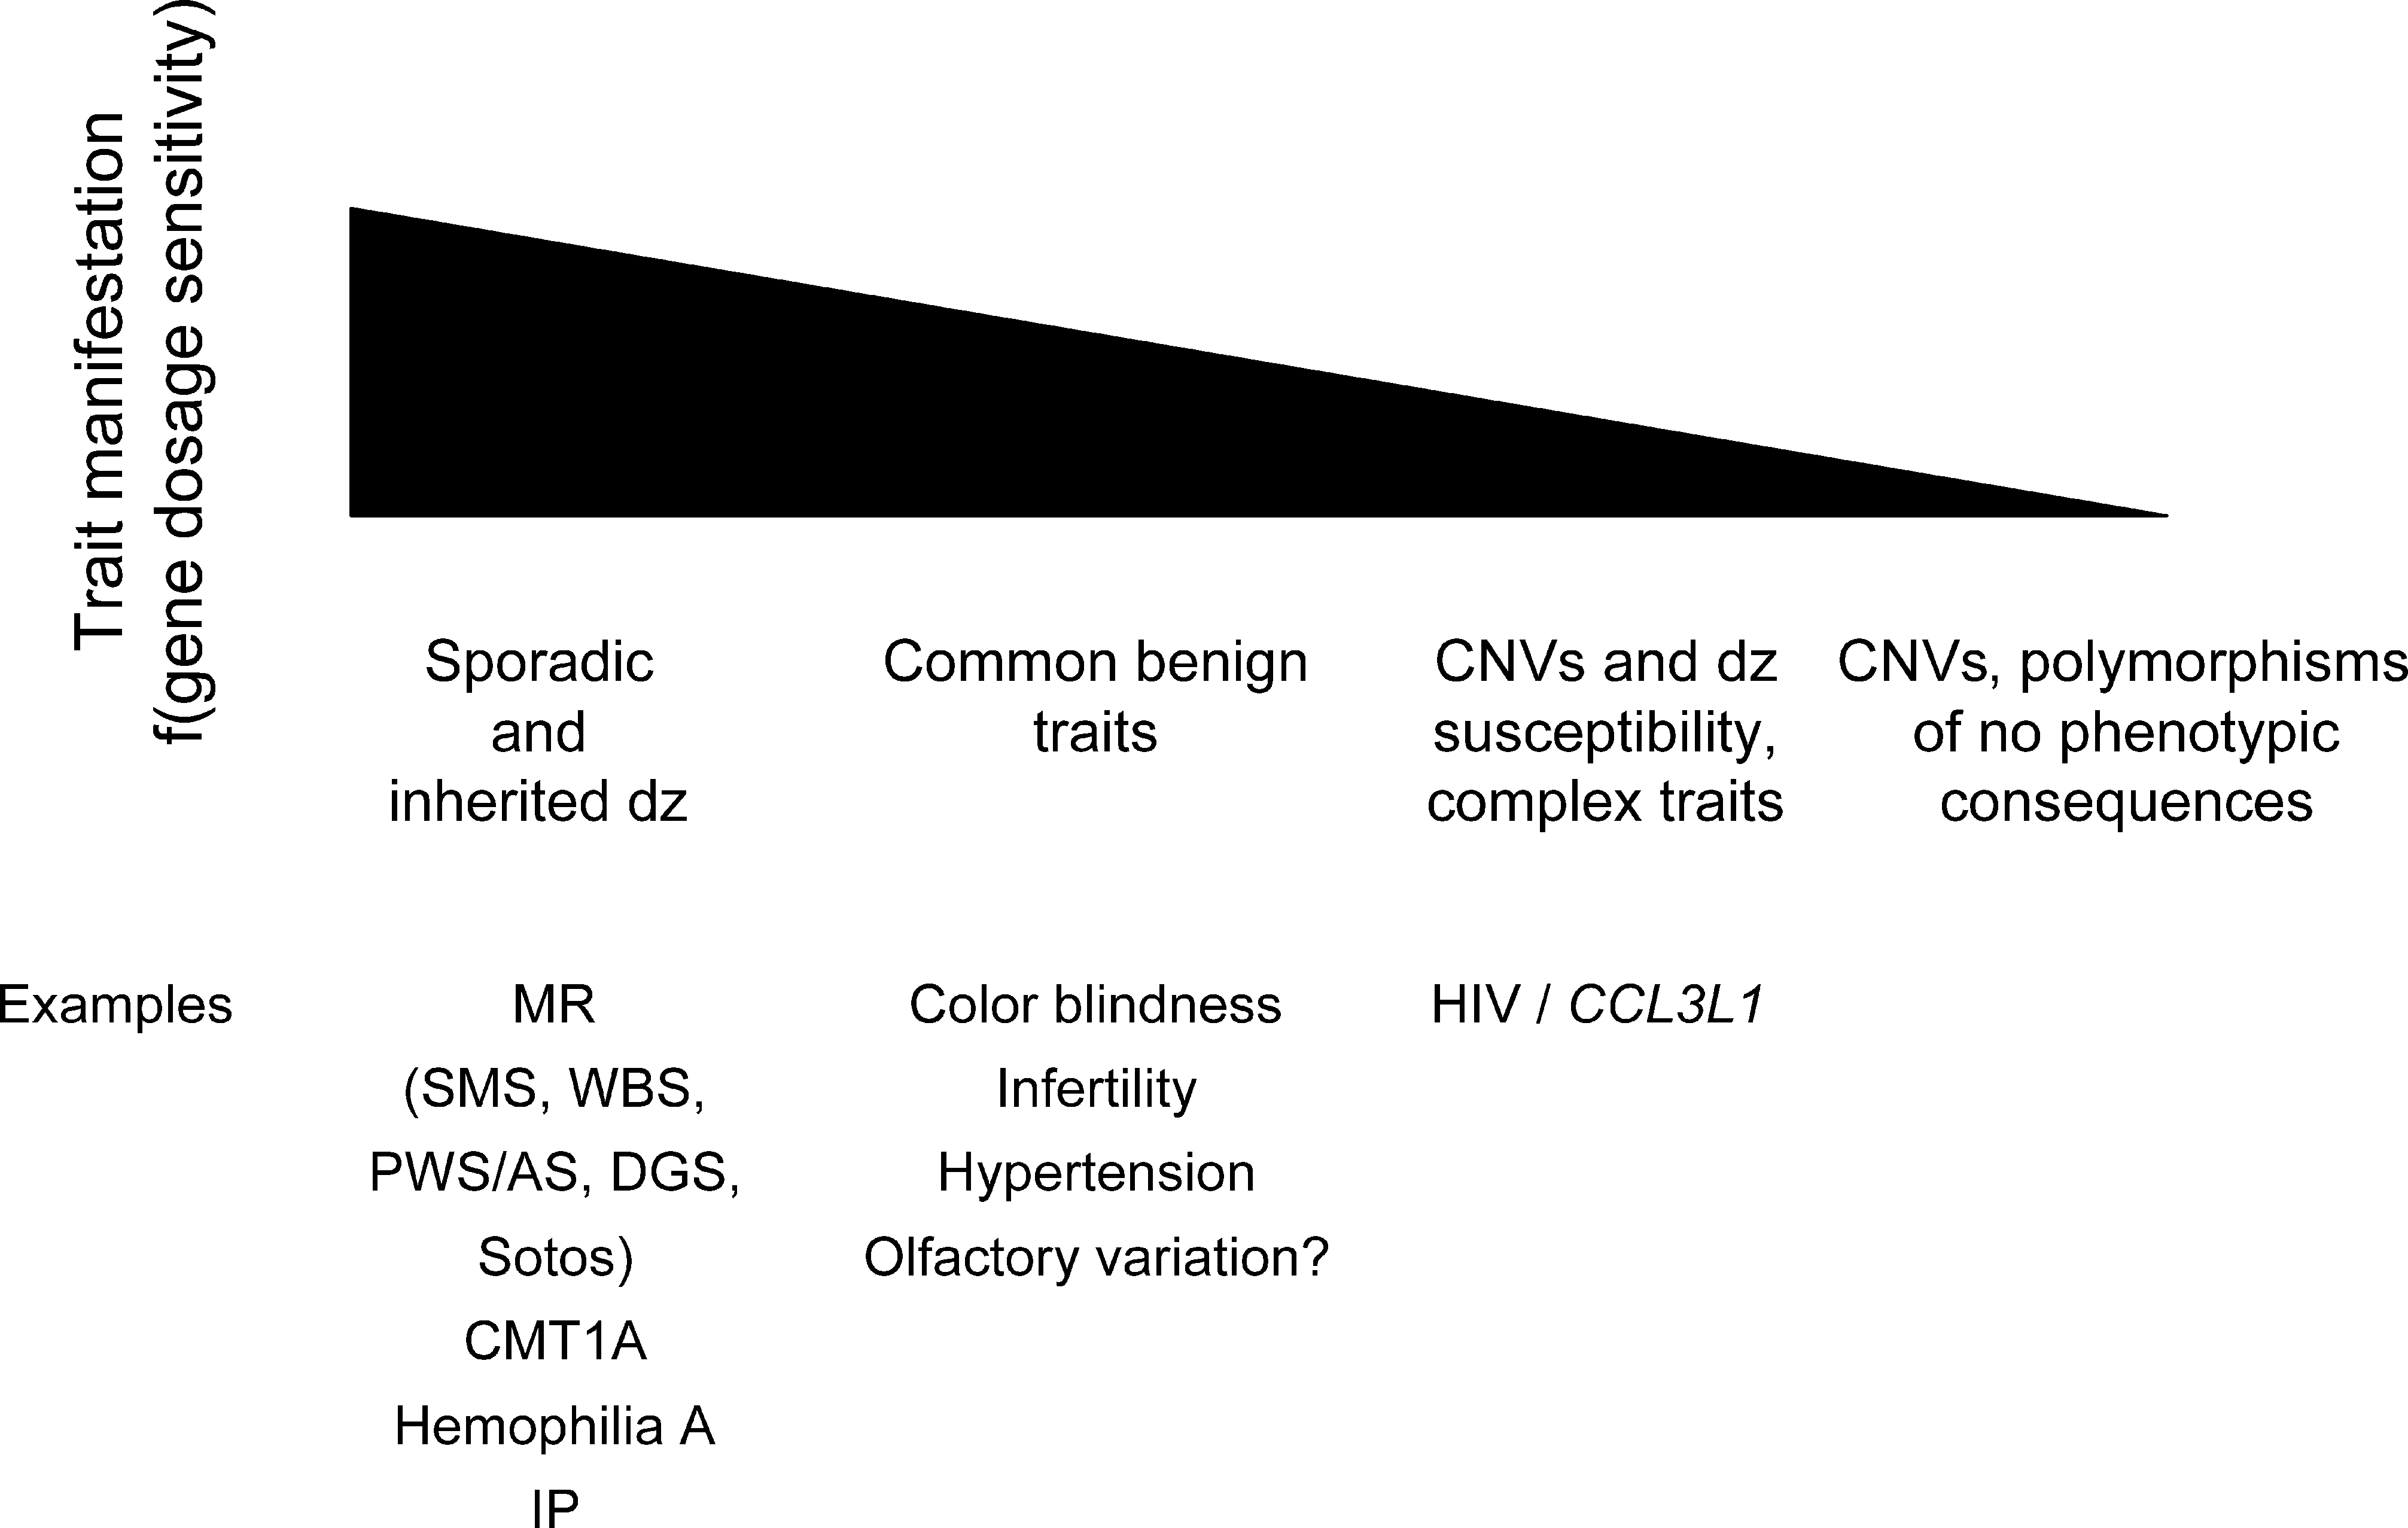 Trait manifestation
f(gene dosage sensitivity)
Sporadic
and
inherited dz
Common benign
traits
CNVs and dz
susceptibility,
complex traits
CNVs, polymorphisms
of no phenotypic
consequences
Examples
MR
(SMS, WBS,
PWS/AS, DGS,
Sotos)
CMT1A
Hemophilia A
IP
Color blindness
Infertility
Hypertension
Olfactory variation?
HIV / CCL3L1